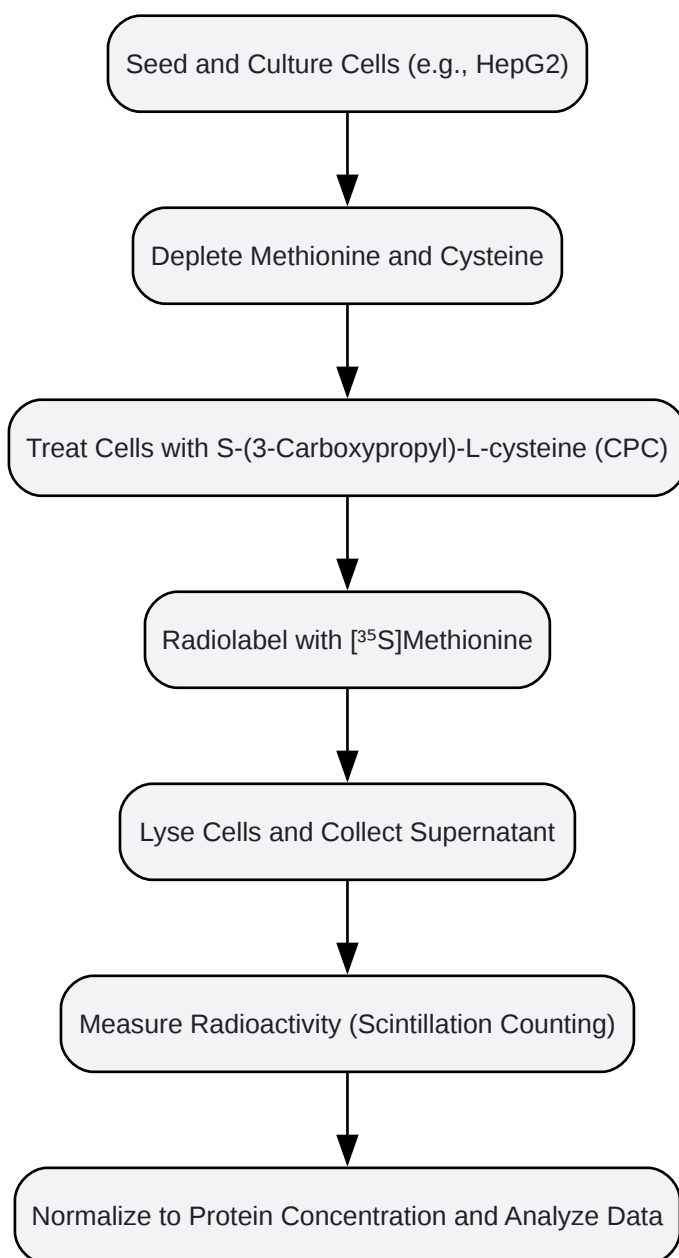 Seed and Culture Cells (e.g., HepG2)
Deplete Methionine and Cysteine
Treat Cells with S-(3-Carboxypropyl)-L-cysteine (CPC)
Radiolabel with [³⁵S]Methionine
Lyse Cells and Collect Supernatant
Measure Radioactivity (Scintillation Counting)
Normalize to Protein Concentration and Analyze Data